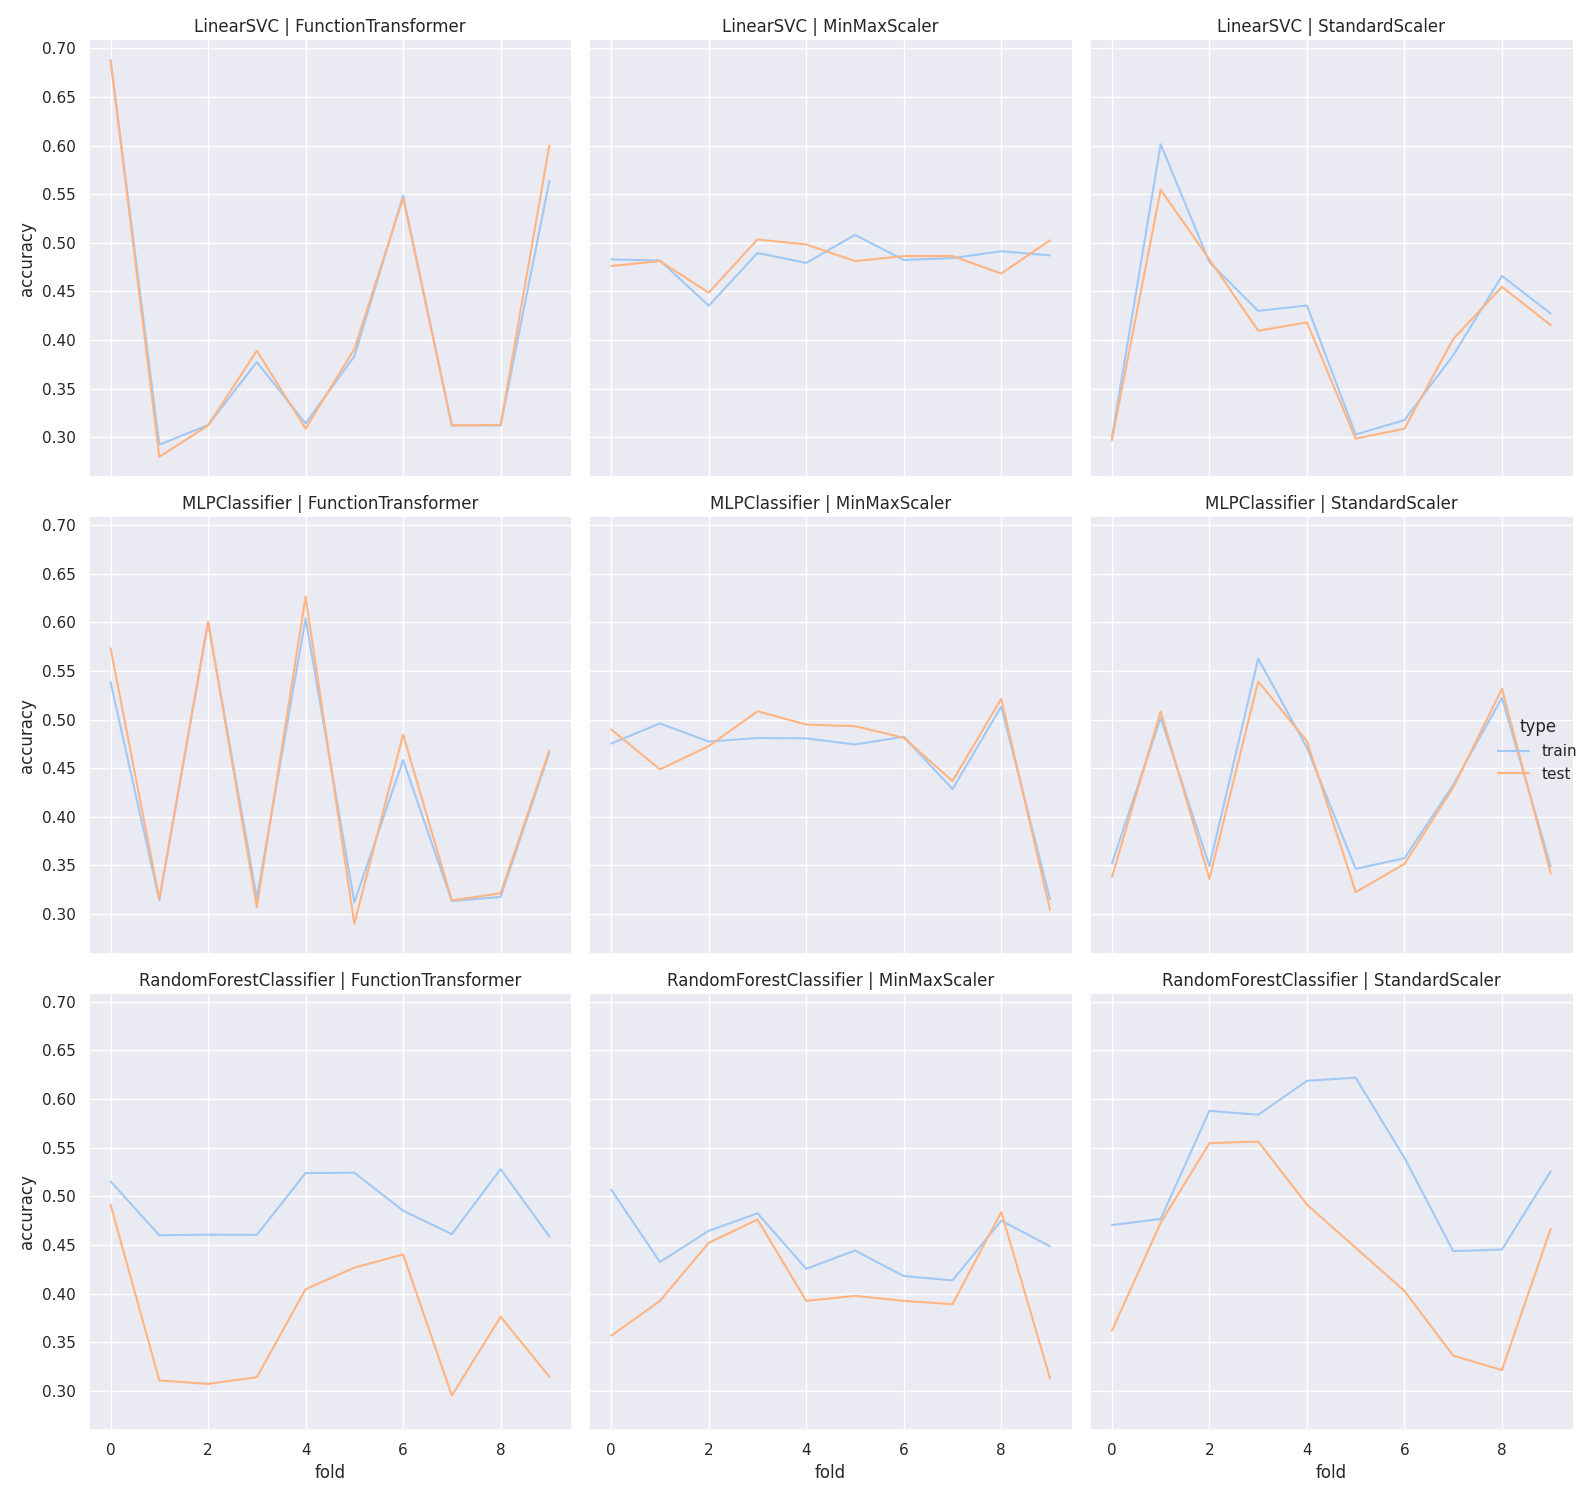 LinearSVC | FunctionTransformer
LinearSVC | MinMaxScaler
LinearSVC | StandardScaler
0.70
0.65
0.60
0.55
0.50
0.45
0.40
0.35
0.30
accuracy
MLPClassifier | FunctionTransformer
MLPClassifier | MinMaxScaler
MLPClassifier | StandardScaler
0.70
0.65
0.60
0.55
0.50
0.45
0.40
0.35
0.30
accuracy
type
train
test
RandomForestClassifier | FunctionTransformer
RandomForestClassifier | MinMaxScaler
RandomForestClassifier | StandardScaler
0.70
0.65
0.60
0.55
0.50
0.45
0.40
0.35
0.30
accuracy
0 2 4 6 8
fold
0 2 4 6 8
fold
0 2 4 6 8
fold